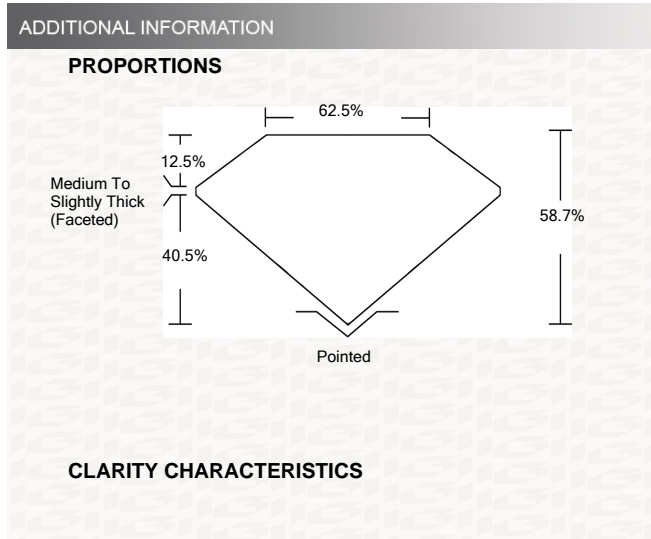 ADDITIONAL INFORMATION
PROPORTIONS
62.5%
12.5%
Medium To
Slightly Thick
(Faceted)
58.7%
40.5%
Pointed
CLARITY CHARACTERISTICS